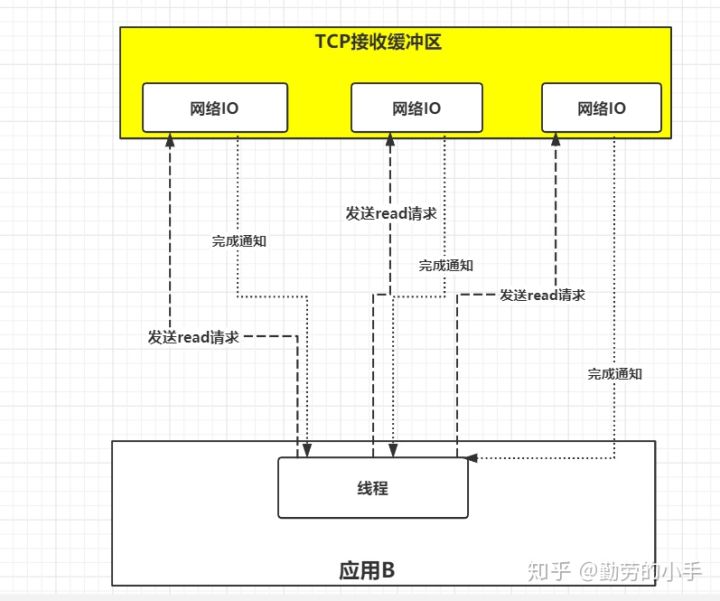 TCP接收缓冲区
网络IO
网络IO
网络IO
发送read请求
完成通知
完成通知
发送read请求
发送read请求
完成通知
线程
应用B
知乎 @勤劳的小手